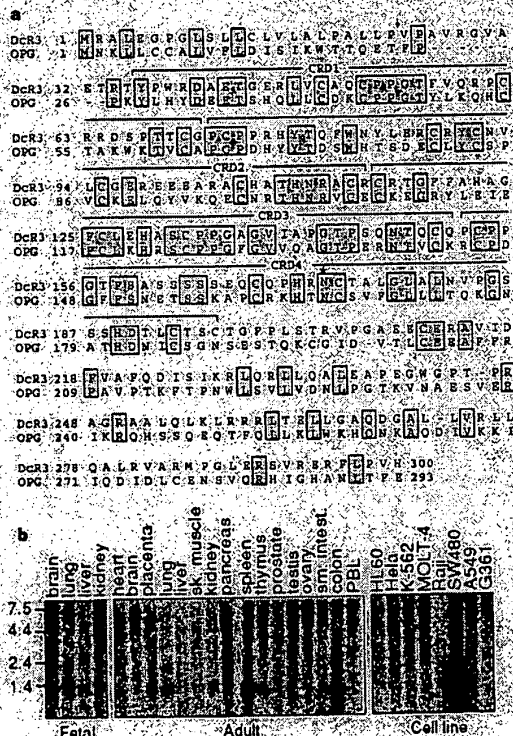 a
DcR3 1 MRALEGPGLSLLCLVLALPALLPVPAVRGVA
OPG 1 MNKLLCCALVFLDISIKWTTQETFP
CRD1
DcR3 32 ETPTYPWRDAETGERLVCAQCPPGTFVQRPC
OPG 26 PKYLHYDEETSHQLLCDKCPPGTYLKQHC
DcR3 63 RRDSPTTCGPCPPRHYTQFWNYLERCRYCNV
OPG 55 TAKWKTVCAPCPDHYYTDSWHTSDECLYCSP
CRD2
DcR3 94 LCGEREEEARACHATHNRACRCRTGFFAHAG
OPG 86 VCKELQYVKQECNRTHNRVCECKEGRYLEIE
CRD3
DcR3 125 FCLEHASCPPGAGVIAPGTPSQNTQCQPCPP
OPG 117 FCLKHRSCPPGFGVVQAGTPERNTVCKRCPD
CRD4
DcR3 156 GTFSASSSSSEQCQPHRNCTALGLALNVPGS
OPG 148 GFFSNETSSKAPCRKHTNCSVFGLLLTQKGN
DcR3 187 SSHDTLCTSCTGFPLSTRVPGAEECERAVID
OPG 179 ATHDNICSGNSESTQKCGIDVTLCEEAFFR
DcR3 218 FVAFQDISIKRLQRLLQALEAPEGWGPTPR
OPG 209 FAVPTKFTPNWLSVLVDNLPGTKVNAESVER
DcR3 248 AGRAALQLKLRRRLTELLGAQDGALLVRLL
OPG 240 IKRQHSSQEQTFQLLKLWKHQNKAQDIVKKI
DcR3 278 QALRVARMPGLERSVRERFLPVH 300
OPG 271 IQDIDLCENSVQRHIGHANLTFE 293
b
brain lung liver kidney heart brain placenta lung liver sk. muscle kidney pancreas spleen thymus prostate testis ovary sm. intest. colon PBL HL60 Hela K-562 MOLT-4 Raji SW480 A549 G361
7.5
4.4
2.4
1.4
Fetal Adult Cell line